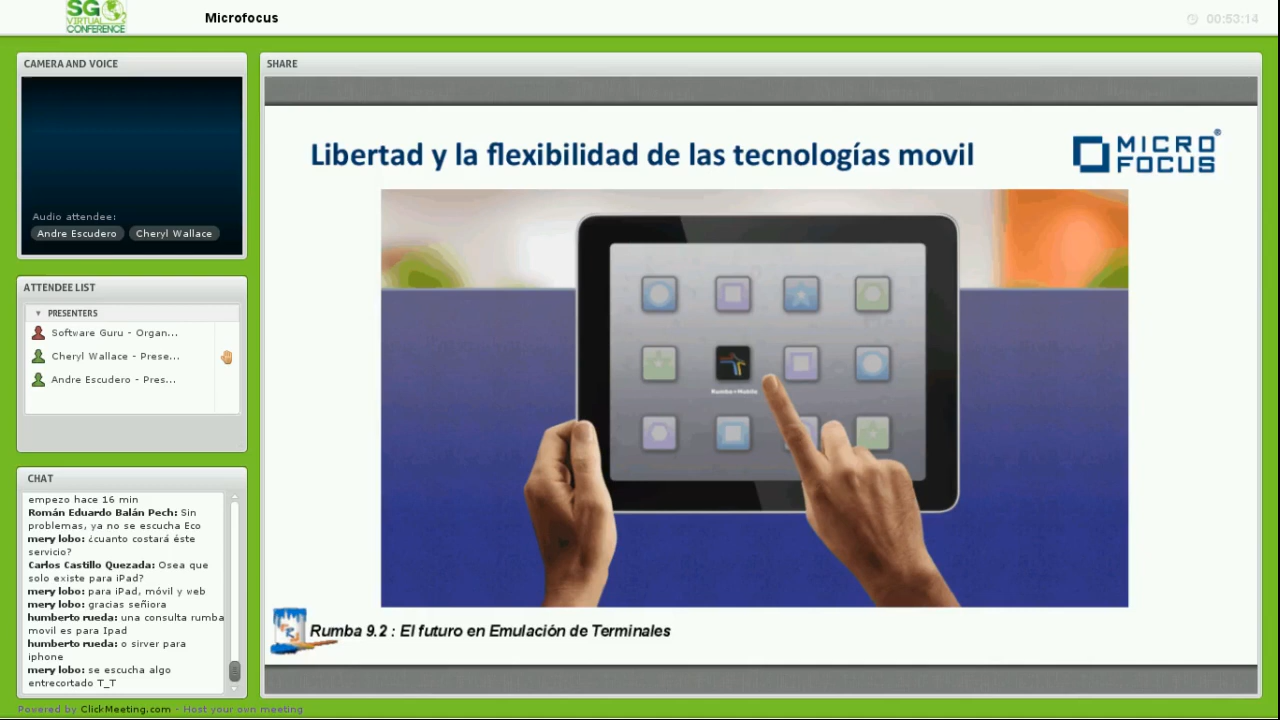 SG
VIRTUAL
CONFERENCE
Microfocus
00:53:14
CAMERA AND VOICE
Audio attendee:
Andre Escudero
Cheryl Wallace
ATTENDEE LIST
PRESENTERS
Software Guru - Organ...
Cheryl Wallace - Prese...
Andre Escudero - Pres...
CHAT
empezo hace 16 min
Román Eduardo Balán Pech: Sin
problemas, ya no se escucha Eco
mery lobo: ¿cuanto costará éste
servicio?
Carlos Castillo Quezada: Osea que
solo existe para iPad?
mery lobo: para iPad, móvil y web
mery lobo: gracias señora
humberto rueda: una consulta rumba
movil es para Ipad
humberto rueda: o sirver para
iphone
mery lobo: se escucha algo
entrecortado T_T
SHARE
Libertad y la flexibilidad de las tecnologías movil
MICRO
FOCUS®
Rumba+Mobile
Rumba 9.2 : El futuro en Emulación de Terminales
Powered by ClickMeeting.com - Host your own meeting